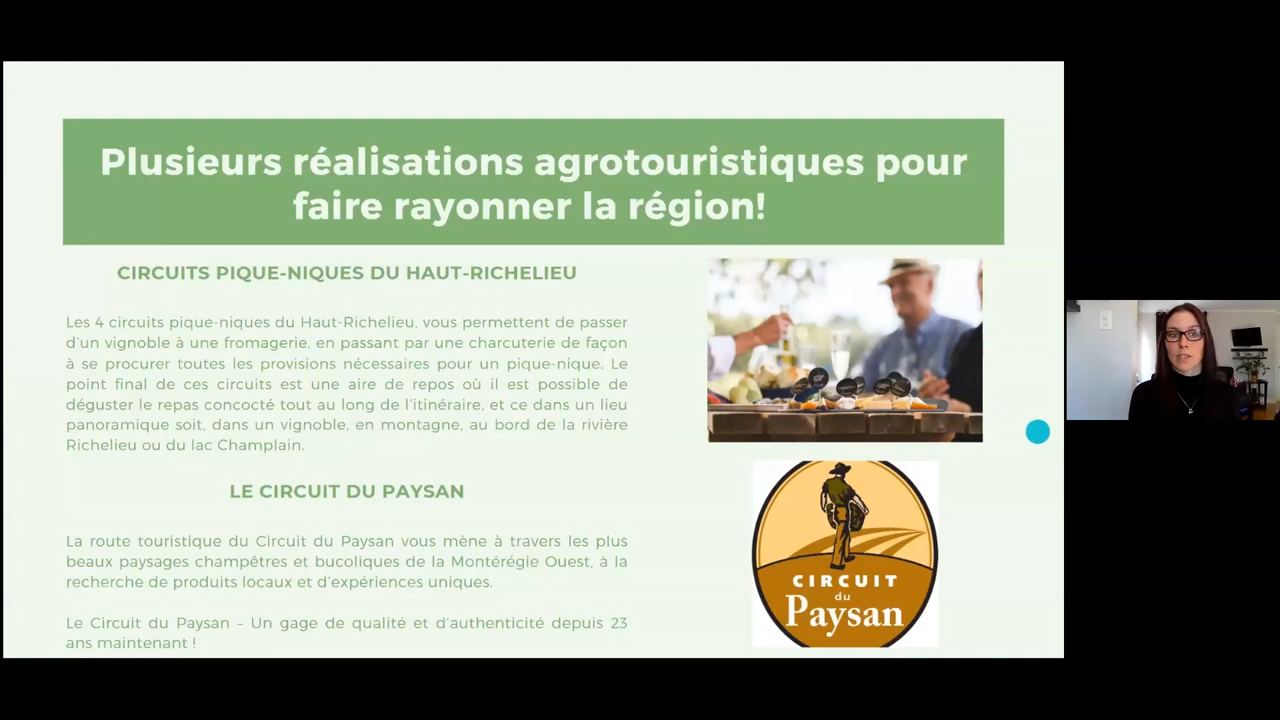 Plusieurs réalisations agrotouristiques pour
faire rayonner la région!
CIRCUITS PIQUE-NIQUES DU HAUT-RICHELIEU
Les 4 circuits pique-niques du Haut-Richelieu, vous permettent de passer
d'un vignoble à une fromagerie, en passant par une charcuterie de façon
à se procurer toutes les provisions nécessaires pour un pique-nique. Le
point final de ces circuits est une aire de repos où il est possible de
déguster le repas concocté tout au long de l'itinéraire, et ce dans un lieu
panoramique soit, dans un vignoble, en montagne, au bord de la rivière
Richelieu ou du lac Champlain.
LE CIRCUIT DU PAYSAN
La route touristique du Circuit du Paysan vous mène à travers les plus
beaux paysages champêtres et bucoliques de la Montérégie Ouest, à la
recherche de produits locaux et d'expériences uniques.
Le Circuit du Paysan – Un gage de qualité et d'authenticité depuis 23
ans maintenant !
CIRCUIT
du
Paysan